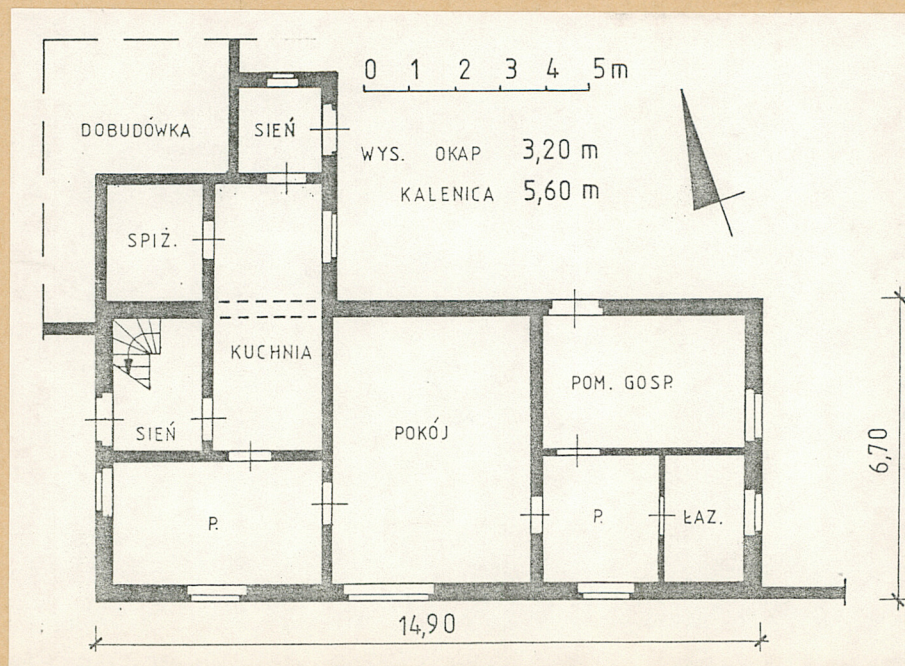 0 1 2 3 4 5m
DOBUDÓWKA
SIEŃ
WYS. OKAP 3,20 m
KALENICA 5,60 m
SPIŻ.
KUCHNIA
POM. GOSP.
SIEŃ
POKÓJ
6,70
P.
P.
ŁAZ.
14,90